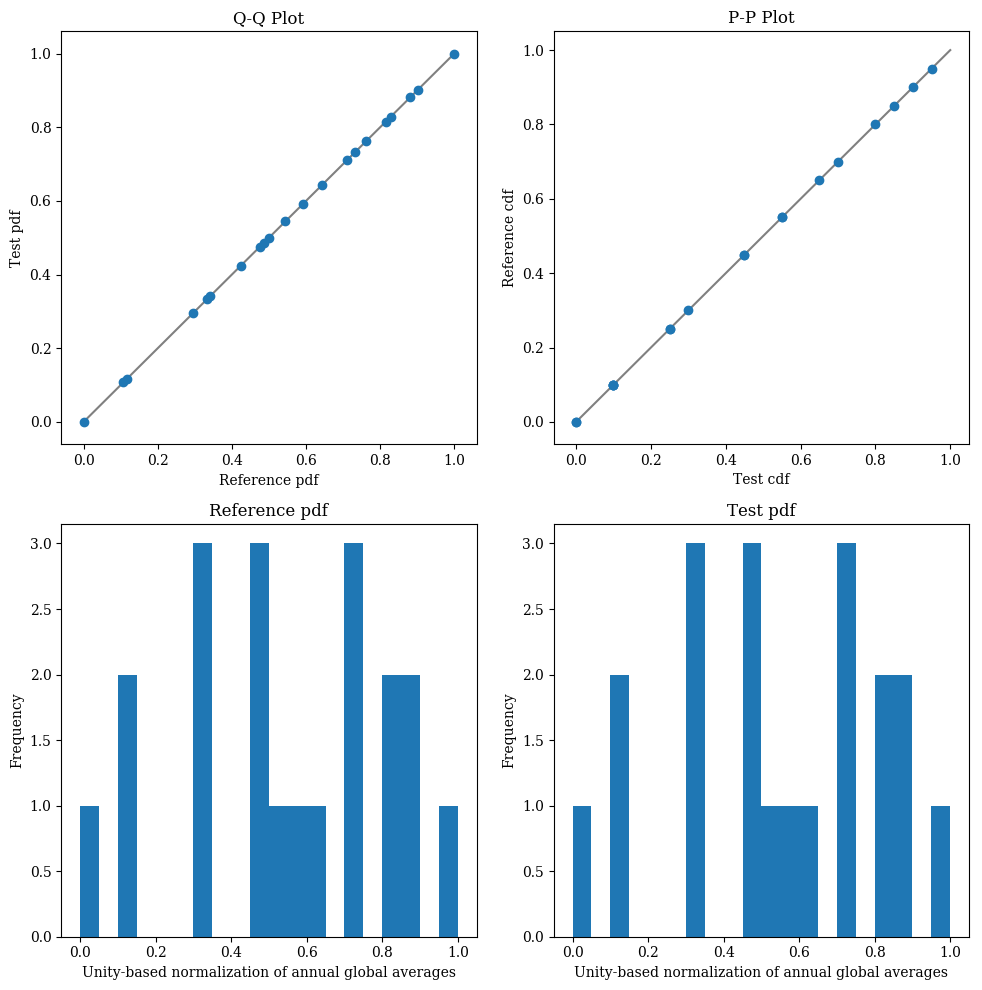 Q-Q Plot
Test pdf
1.0
0.8
0.6
0.4
0.2
0.0
0.0 0.2 0.4 0.6 0.8 1.0
Reference pdf
P-P Plot
Reference cdf
1.0
0.8
0.6
0.4
0.2
0.0
0.0 0.2 0.4 0.6 0.8 1.0
Test cdf
Reference pdf
Frequency
3.0
2.5
2.0
1.5
1.0
0.5
0.0
0.0 0.2 0.4 0.6 0.8 1.0
Unity-based normalization of annual global averages
Test pdf
Frequency
3.0
2.5
2.0
1.5
1.0
0.5
0.0
0.0 0.2 0.4 0.6 0.8 1.0
Unity-based normalization of annual global averages